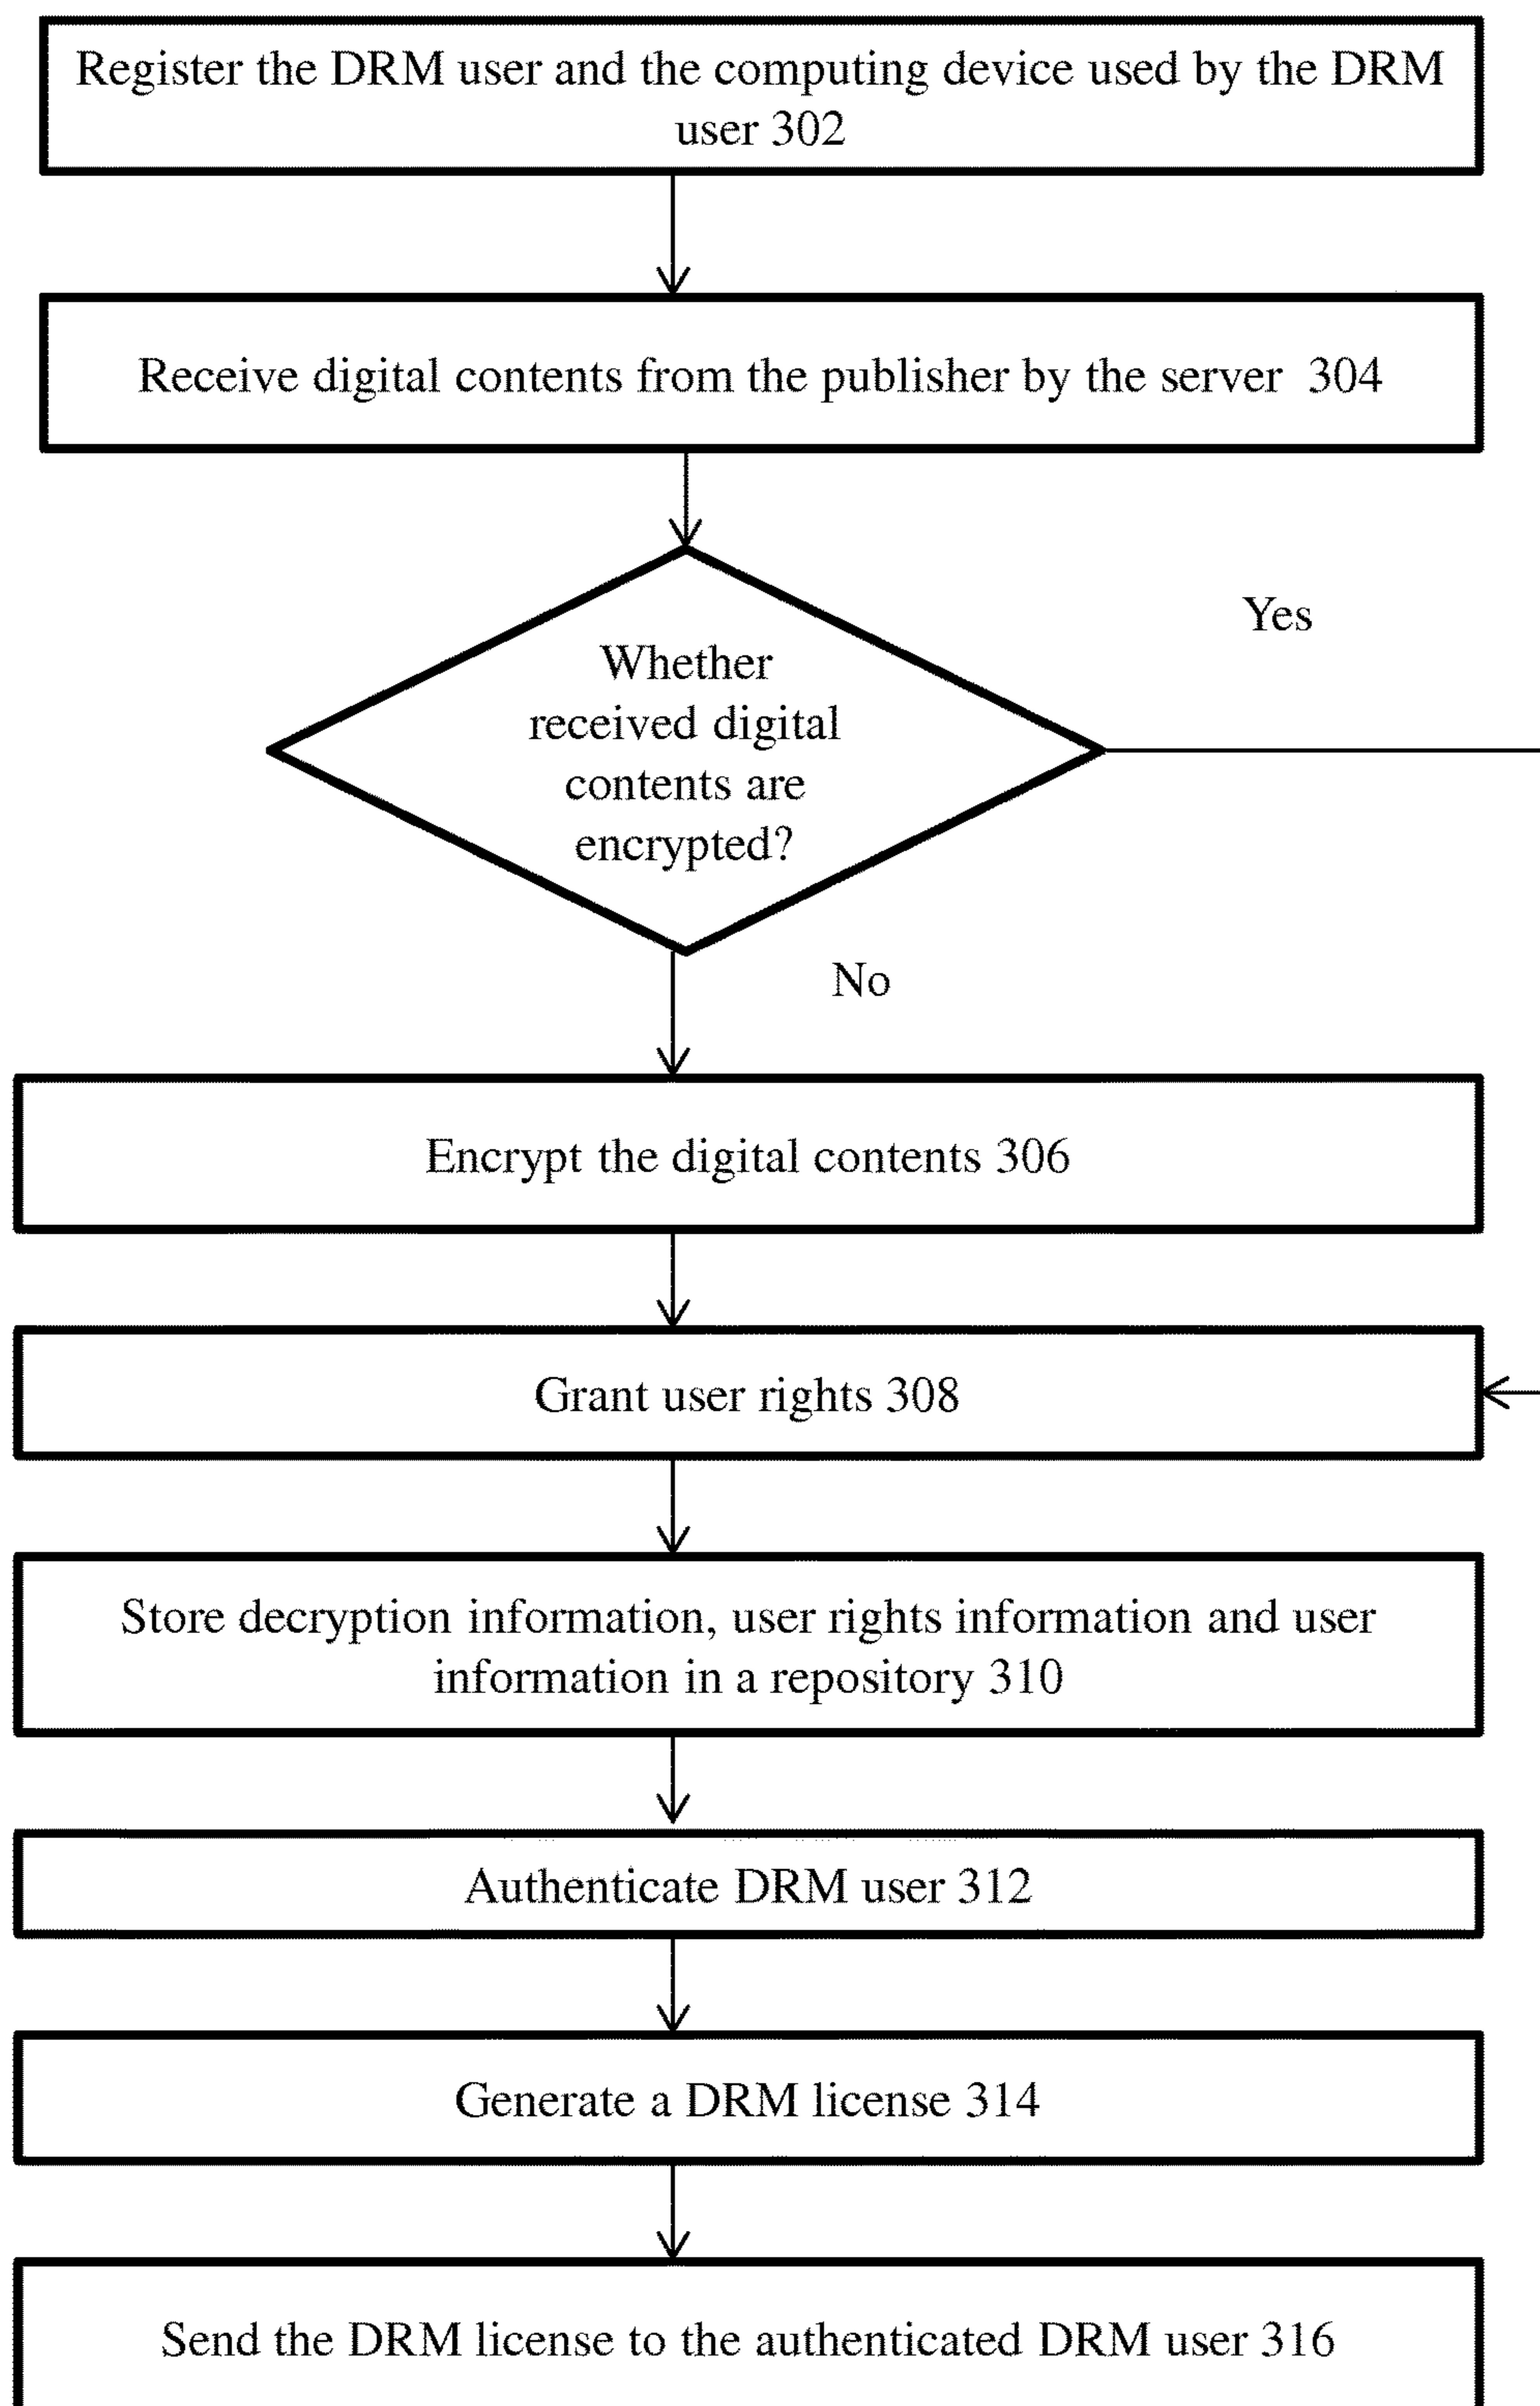 Register the DRM user and the computing device used by the DRM
user 302
Receive digital contents from the publisher by the server 304
Yes
Whether
received digital
contents are
encrypted?
No
Encrypt the digital contents 306
Grant user rights 308
Store decryption information, user rights information and user
information in a repository 310
Authenticate DRM user 312
Generate a DRM license 314
Send the DRM license to the authenticated DRM user 316